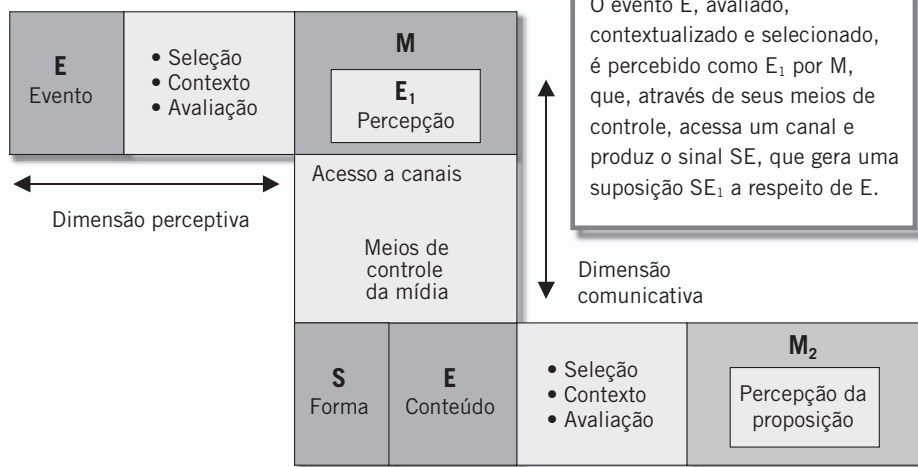 E
Evento
• Seleção
• Contexto
• Avaliação
M
E₁
Percepção
O evento E, avaliado,
contextualizado e selecionado,
é percebido como E₁ por M,
que, através de seus meios de
controle, acessa um canal e
produz o sinal SE, que gera uma
suposição SE₁ a respeito de E.
Dimensão perceptiva
Acesso a canais
Meios de
controle
da mídia
Dimensão
comunicativa
S
Forma
E
Conteúdo
• Seleção
• Contexto
• Avaliação
M₂
Percepção da
proposição